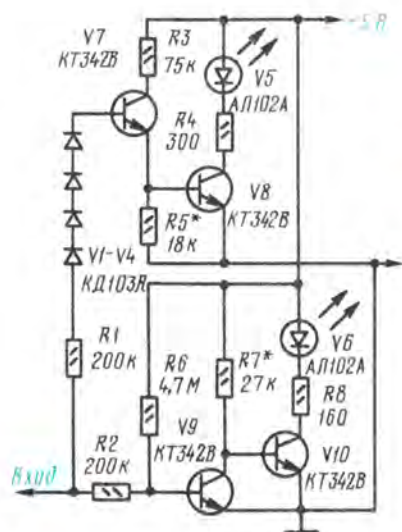 V7
КТ342В
R3
75к
-5В
V5
АЛ102А
R4
300
V8
КТ342В
R5*
18к
V1-V4
КД103А
R1
200к
R6
4,7М
R7*
27к
V6
АЛ102А
R8
160
V9
КТ342В
V10
КТ342В
R2
200к
Вход